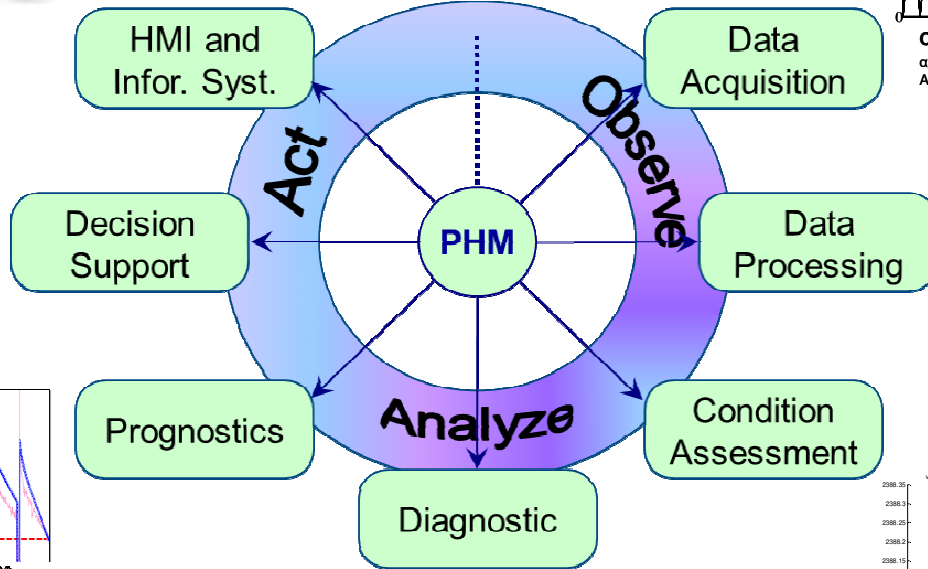 0
HMI and
Infor. Syst.
Data
Acquisition
Observe
Act
Decision
Support
PHM
Data
Processing
Prognostics
Analyze
Condition
Assessment
Diagnostic
2388.35
2388.3
2388.25
2388.2
2388.15